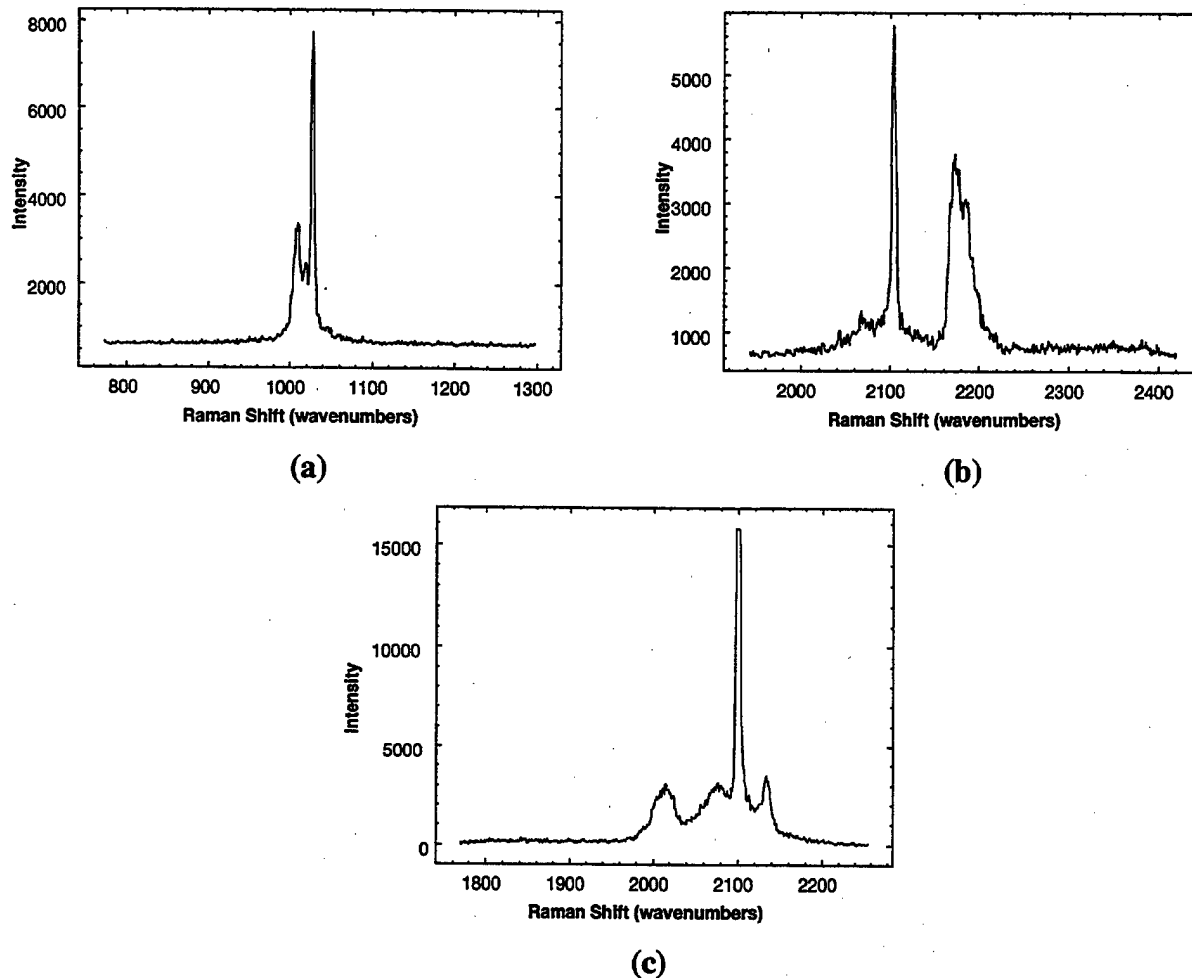 8000
6000
4000
2000
Intensity
800 900 1000 1100 1200 1300
Raman Shift (wavenumbers)
(a)
5000
4000
3000
2000
1000
Intensity
2000 2100 2200 2300 2400
Raman Shift (wavenumbers)
(b)
15000
10000
5000
0
Intensity
1800 1900 2000 2100 2200
Raman Shift (wavenumbers)
(c)